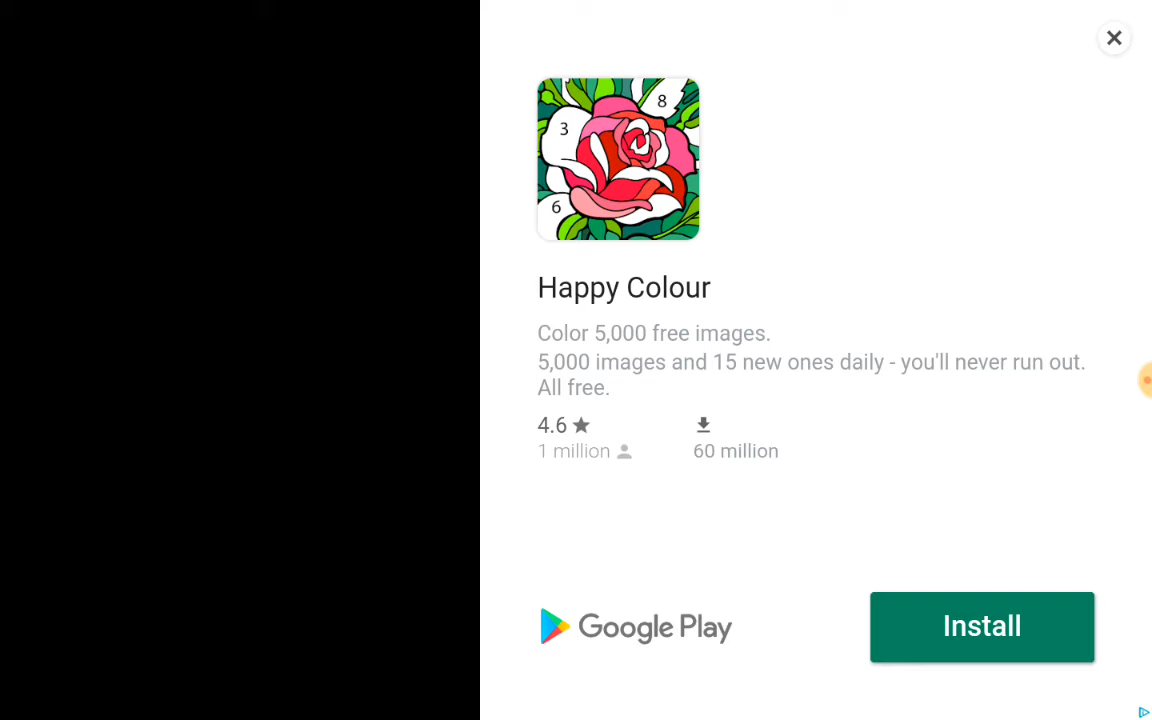 8
3
6
Happy Colour
Color 5,000 free images.
5,000 images and 15 new ones daily - you'll never run out.
All free.
4.6
1 million
60 million
Google Play
Install